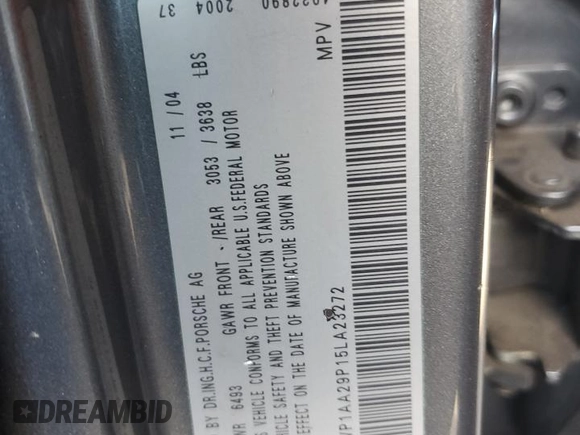 4033890
2004 37
BY DR.ING.H.C.F.PORSCHE AG 11 / 04
6493 GAWR FRONT - /REAR 3053 / 3638 LBS
VEHICLE CONFORMS TO ALL APPLICABLE U.S.FEDERAL MOTOR
VEHICLE SAFETY AND THEFT PREVENTION STANDARDS
EFFECT ON THE DATE OF MANUFACTURE SHOWN ABOVE
P1AA29P15LA23272 MPV
DREAMBID